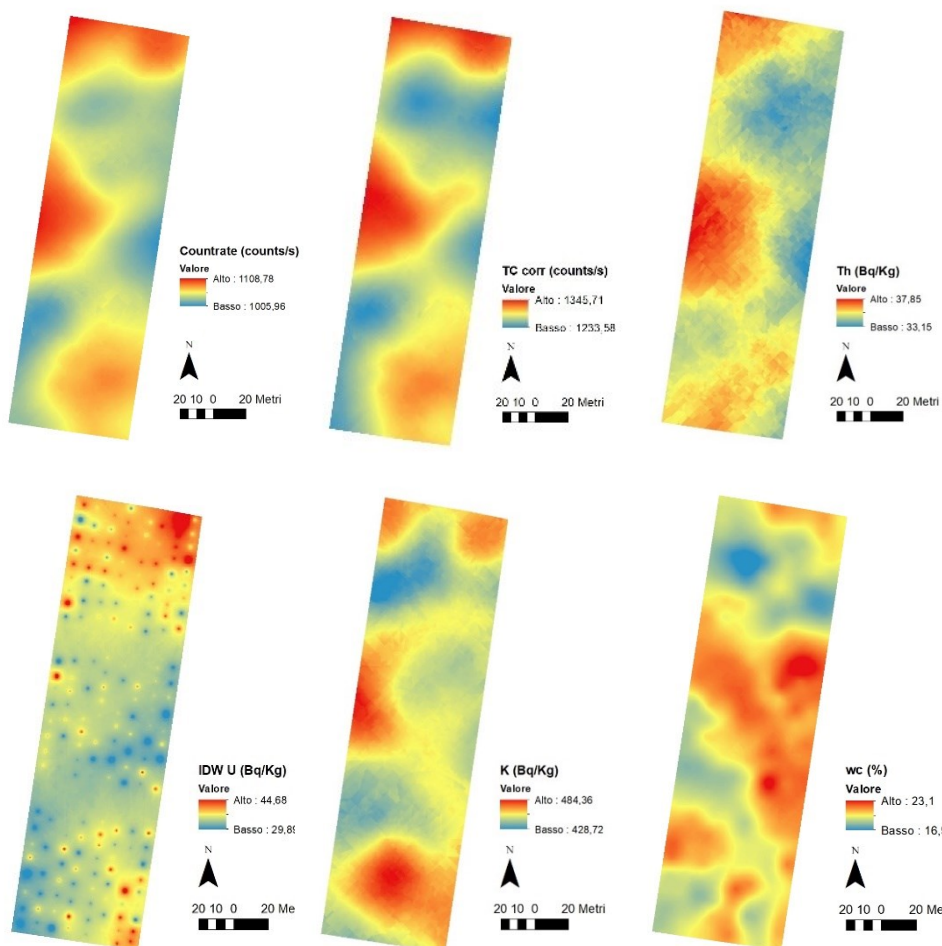 Countrate (counts/s)
Valore
Alto : 1108,78
Basso : 1005,96
N
20 10 0 20 Metri
TC corr (counts/s)
Valore
Alto : 1345,71
Basso : 1233,58
N
20 10 0 20 Metri
Th (Bq/Kg)
Valore
Alto : 37,85
Basso : 33,15
N
20 10 0 20 Metri
IDW U (Bq/Kg)
Valore
Alto : 44,68
Basso : 29,89
N
20 10 0 20 Me
K (Bq/Kg)
Valore
Alto : 484,36
Basso : 428,72
N
20 10 0 20 Metri
wc (%)
Valore
Alto : 23,1
Basso : 16,
N
20 10 0 20 Me